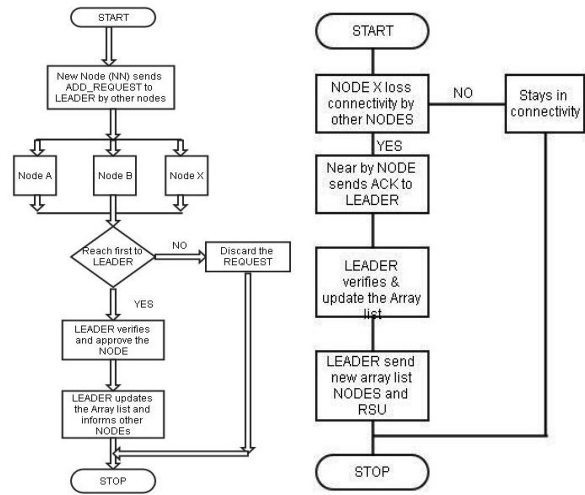 START
New Node (NN) sends
ADD_REQUEST to
LEADER by other nodes
Node A
Node B
Node X
Reach first to
LEADER
NO
Discard the
REQUEST
YES
LEADER verifies
and approve the
NODE
LEADER updates
the Array list and
informs other
NODEs
STOP
START
NODE X loss
connectivity by
other NODES
NO
Stays in
connectivity
YES
Near by NODE
sends ACK to
LEADER
LEADER
verifies &
update the Array
list
LEADER send
new array list
NODES and
RSU
STOP